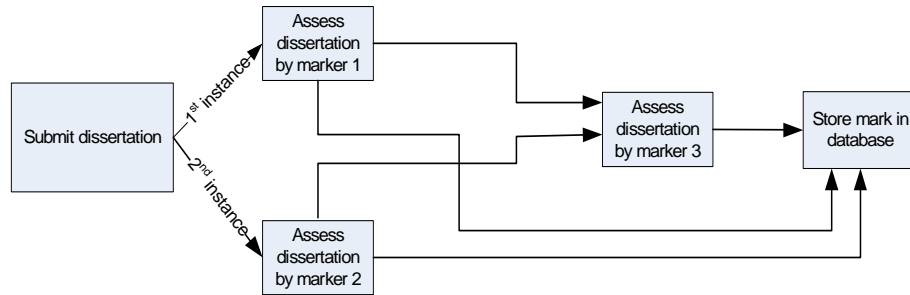 Assess
dissertation
by marker 1
1st instance
Submit dissertation
2nd instance
Assess
dissertation
by marker 3
Store mark in
database
Assess
dissertation
by marker 2